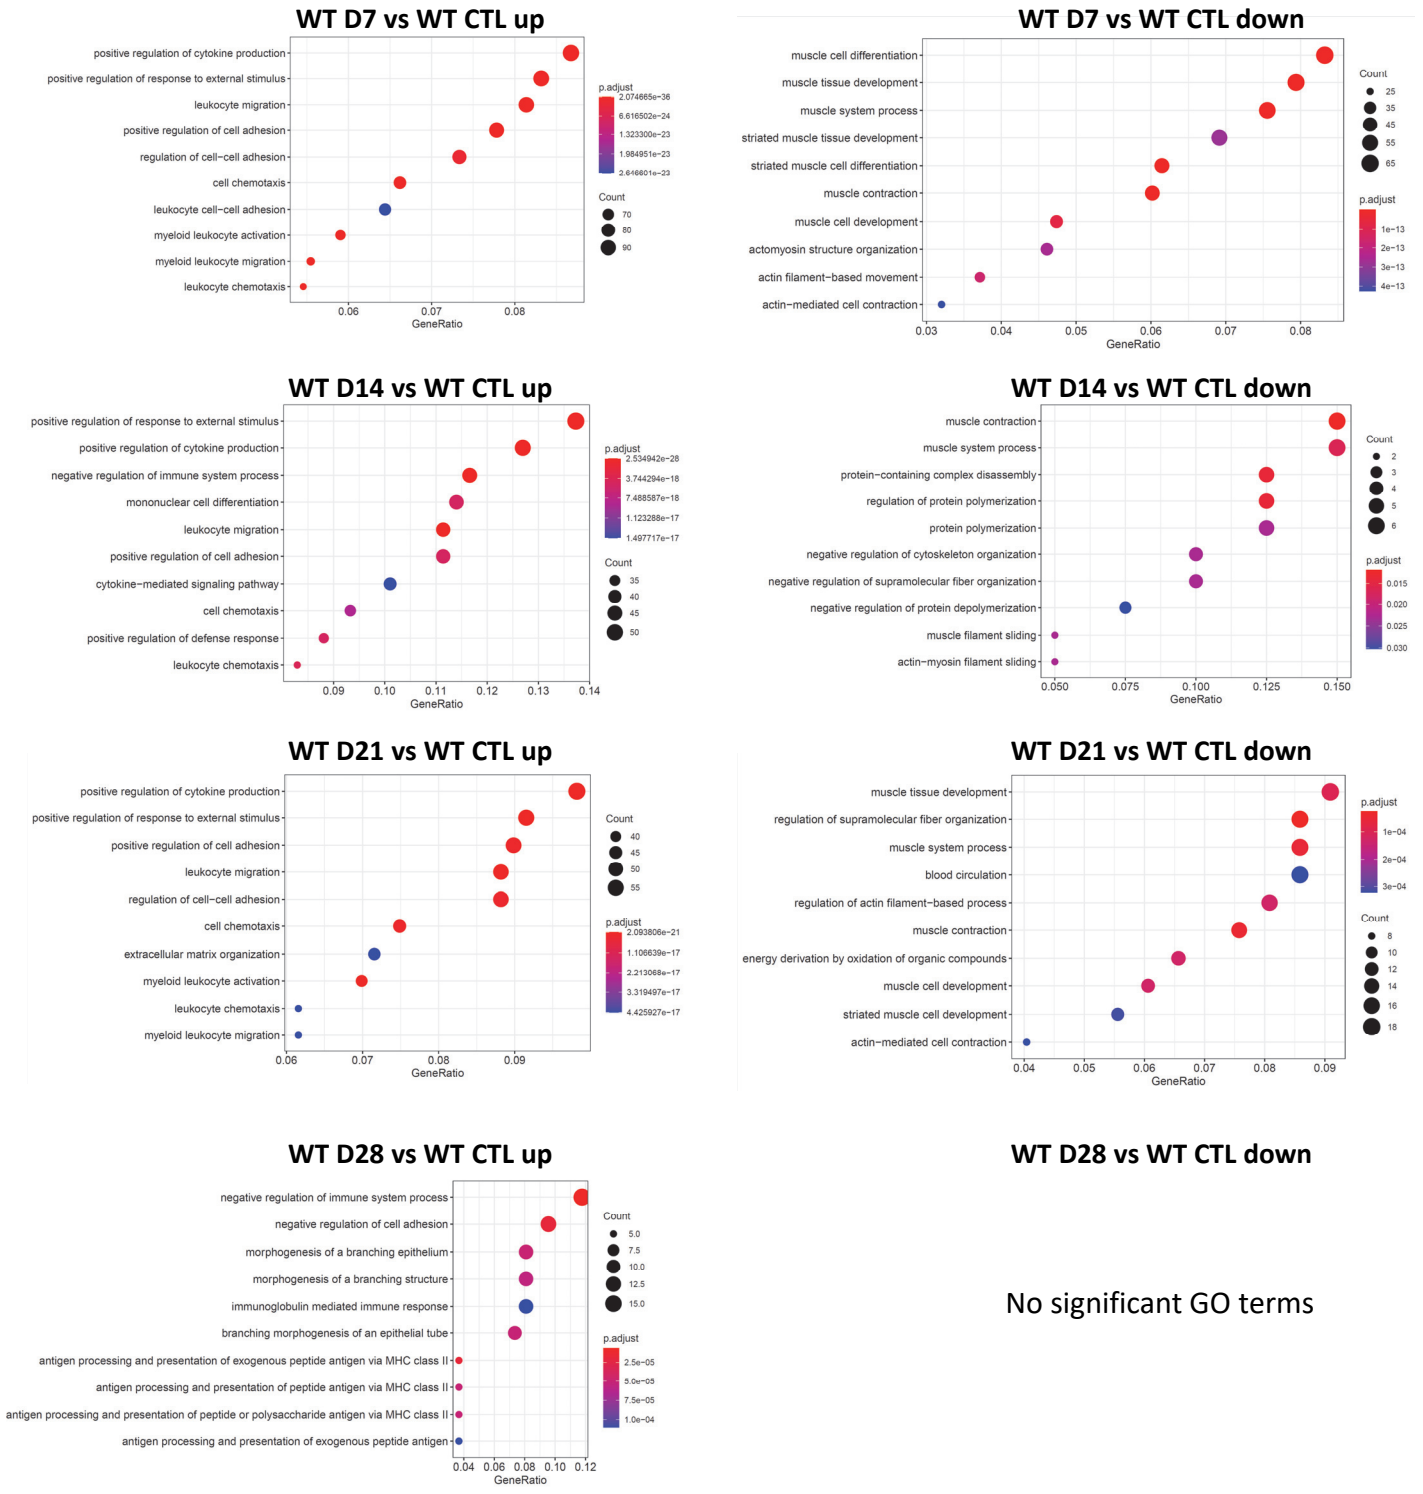 WT D7 vs WT CTL up
positive regulation of cytokine production
positive regulation of response to external stimulus
leukocyte migration
positive regulation of cell adhesion
regulation of cell−cell adhesion
cell chemotaxis
leukocyte cell−cell adhesion
myeloid leukocyte activation
myeloid leukocyte migration
leukocyte chemotaxis
0.06 0.07 0.08
GeneRatio
p.adjust
2.074665e−36
6.616502e−24
1.323300e−23
1.984951e−23
2.646601e−23
Count
70
80
90
WT D7 vs WT CTL down
muscle cell differentiation
muscle tissue development
muscle system process
striated muscle tissue development
striated muscle cell differentiation
muscle contraction
muscle cell development
actomyosin structure organization
actin filament−based movement
actin−mediated cell contraction
0.03 0.04 0.05 0.06 0.07 0.08
GeneRatio
Count
25
35
45
55
65
p.adjust
1e−13
2e−13
3e−13
4e−13
WT D14 vs WT CTL up
positive regulation of response to external stimulus
positive regulation of cytokine production
negative regulation of immune system process
mononuclear cell differentiation
leukocyte migration
positive regulation of cell adhesion
cytokine−mediated signaling pathway
cell chemotaxis
positive regulation of defense response
leukocyte chemotaxis
0.09 0.10 0.11 0.12 0.13 0.14
GeneRatio
p.adjust
2.534942e−28
3.744294e−18
7.488587e−18
1.123288e−17
1.497717e−17
Count
35
40
45
50
WT D14 vs WT CTL down
muscle contraction
muscle system process
protein−containing complex disassembly
regulation of protein polymerization
protein polymerization
negative regulation of cytoskeleton organization
negative regulation of supramolecular fiber organization
negative regulation of protein depolymerization
muscle filament sliding
actin−myosin filament sliding
0.050 0.075 0.100 0.125 0.150
GeneRatio
Count
2
3
4
5
6
p.adjust
0.015
0.020
0.025
0.030
WT D21 vs WT CTL up
positive regulation of cytokine production
positive regulation of response to external stimulus
positive regulation of cell adhesion
leukocyte migration
regulation of cell−cell adhesion
cell chemotaxis
extracellular matrix organization
myeloid leukocyte activation
leukocyte chemotaxis
myeloid leukocyte migration
0.06 0.07 0.08 0.09
GeneRatio
Count
40
45
50
55
p.adjust
2.093806e−21
1.106639e−17
2.213068e−17
3.319497e−17
4.425927e−17
WT D21 vs WT CTL down
muscle tissue development
regulation of supramolecular fiber organization
muscle system process
blood circulation
regulation of actin filament−based process
muscle contraction
energy derivation by oxidation of organic compounds
muscle cell development
striated muscle cell development
actin−mediated cell contraction
0.04 0.05 0.06 0.07 0.08 0.09
GeneRatio
p.adjust
1e−04
2e−04
3e−04
Count
8
10
12
14
16
18
WT D28 vs WT CTL up
negative regulation of immune system process
negative regulation of cell adhesion
morphogenesis of a branching epithelium
morphogenesis of a branching structure
immunoglobulin mediated immune response
branching morphogenesis of an epithelial tube
antigen processing and presentation of exogenous peptide antigen via MHC class II
antigen processing and presentation of peptide antigen via MHC class II
antigen processing and presentation of peptide or polysaccharide antigen via MHC class II
antigen processing and presentation of exogenous peptide antigen
0.04 0.06 0.08 0.10 0.12
GeneRatio
Count
5.0
7.5
10.0
12.5
15.0
p.adjust
2.5e−05
5.0e−05
7.5e−05
1.0e−04
WT D28 vs WT CTL down
No significant GO terms